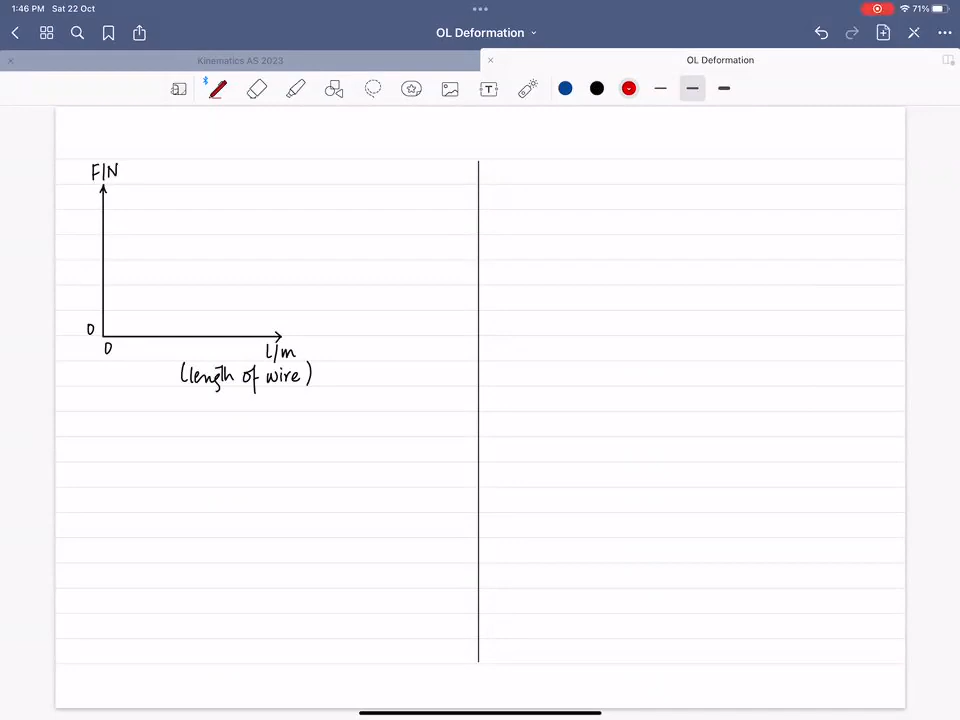 1:46 PM Sat 22 Oct
71%
OL Deformation
Kinematics AS 2023
OL Deformation
T
F/N
0
0
l/m
(length of wire)